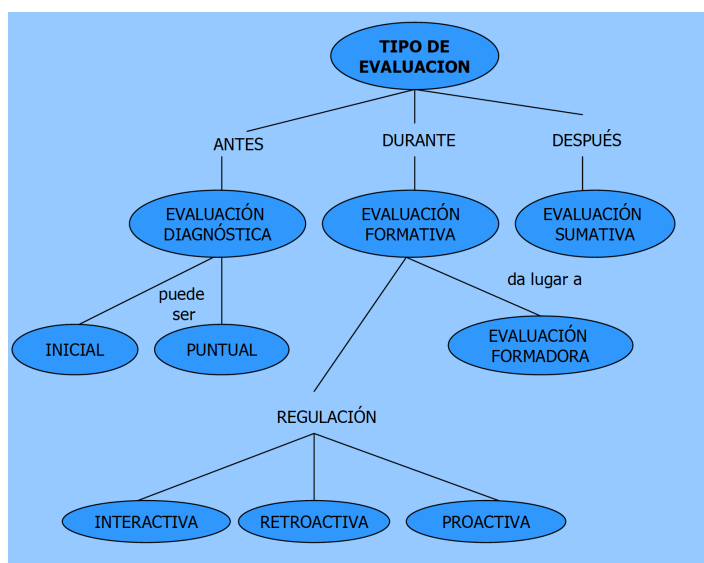 TIPO DE
EVALUACION
ANTES
DURANTE
DESPUÉS
EVALUACIÓN
DIAGNÓSTICA
EVALUACIÓN
FORMATIVA
EVALUACIÓN
SUMATIVA
puede
ser
da lugar a
INICIAL
PUNTUAL
EVALUACIÓN
FORMADORA
REGULACIÓN
INTERACTIVA
RETROACTIVA
PROACTIVA